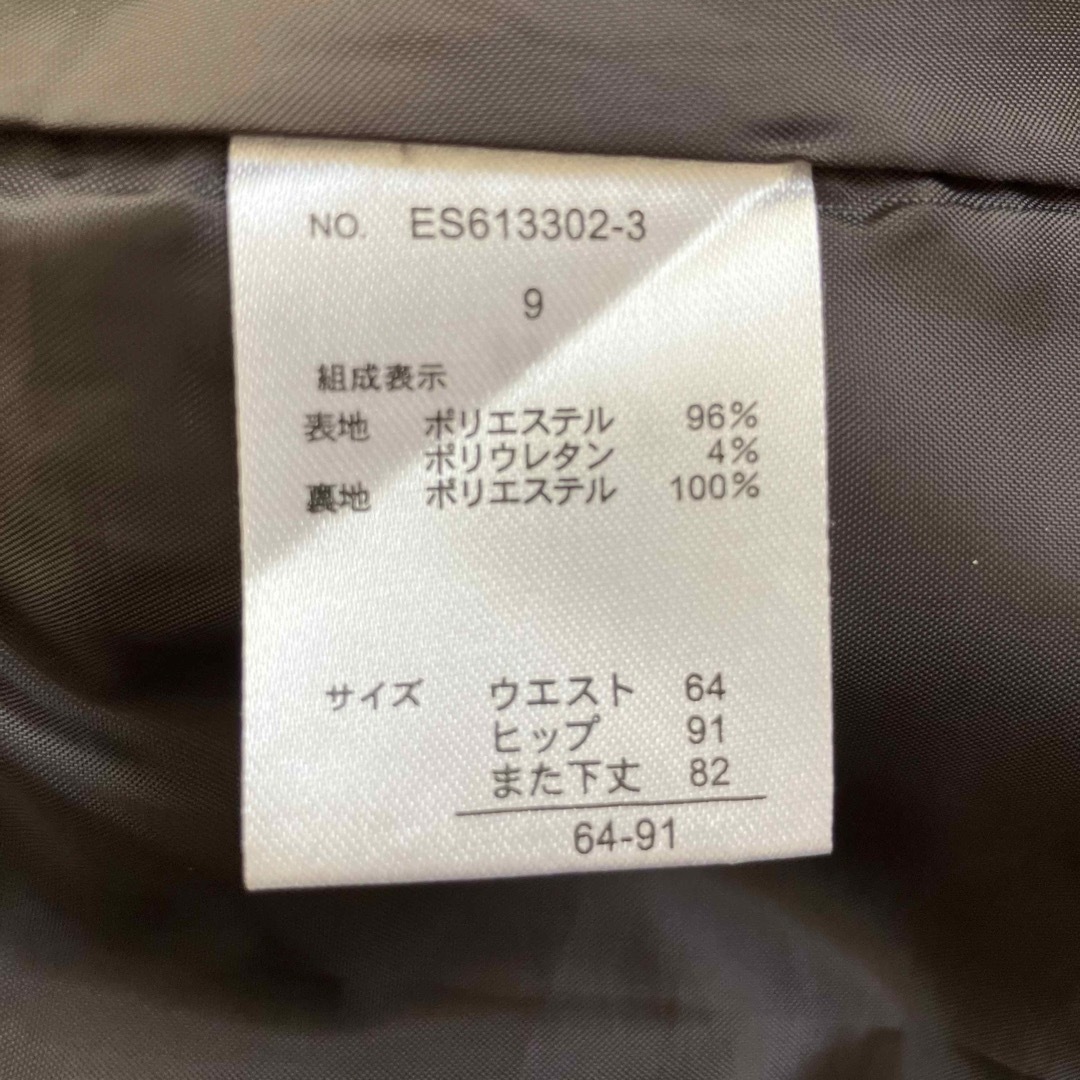 NO. ES613302-3
9
組成表示
表地 ポリエステル 96%
ポリウレタン 4%
裏地 ポリエステル 100%
サイズ ウエスト 64
ヒップ 91
また下丈 82
64-91